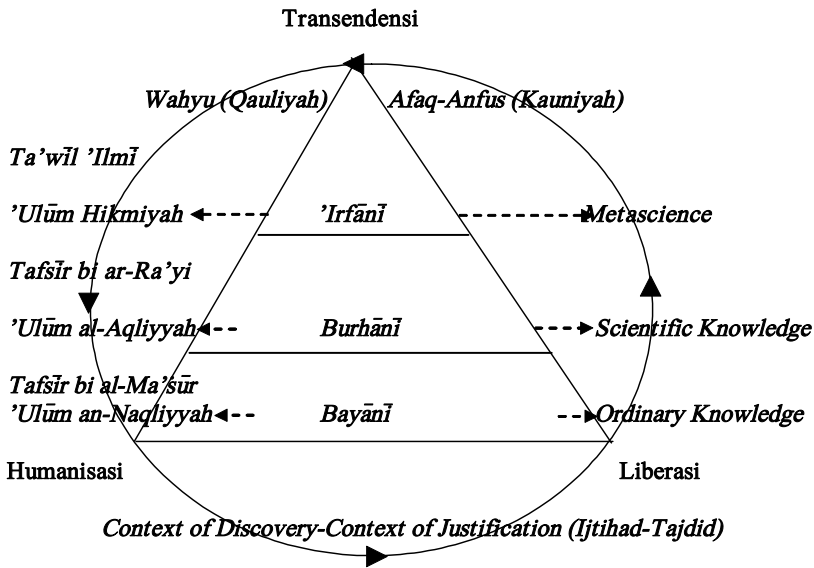 Transendensi
Wahyu (Qauliyah) Afaq-Anfus (Kauniyah)
Ta’wīl ’Ilmī
’Ulūm Hikmiyah ’Irfānī Metascience
Tafsīr bi ar-Ra’yi
’Ulūm al-Aqliyyah Burhānī Scientific Knowledge
Tafsīr bi al-Ma’sūr
’Ulūm an-Naqliyyah Bayānī Ordinary Knowledge
Humanisasi Liberasi
Context of Discovery-Context of Justification (Ijtihad-Tajdid)